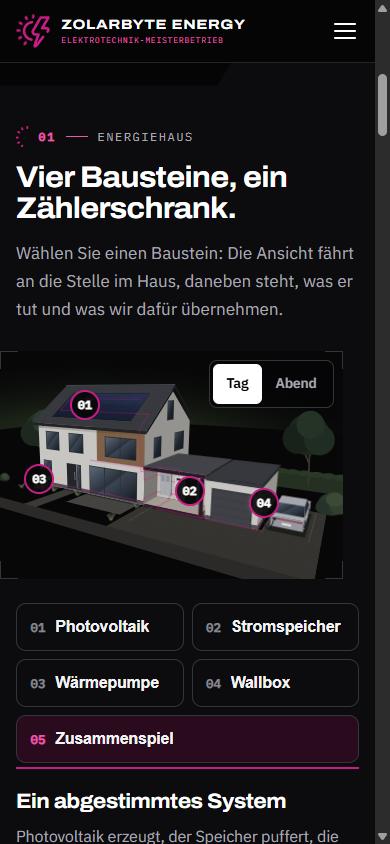 ZOLARBYTE ENERGY
ELEKTROTECHNIK-MEISTERBETRIEB
01 ENERGIEHAUS
Vier Bausteine, ein
Zählerschrank.
Wählen Sie einen Baustein: Die Ansicht fährt
an die Stelle im Haus, daneben steht, was er
tut und was wir dafür übernehmen.
Tag Abend
01
03
02
04
01 Photovoltaik
02 Stromspeicher
03 Wärmepumpe
04 Wallbox
05 Zusammenspiel
Ein abgestimmtes System
Photovoltaik erzeugt, der Speicher puffert, die